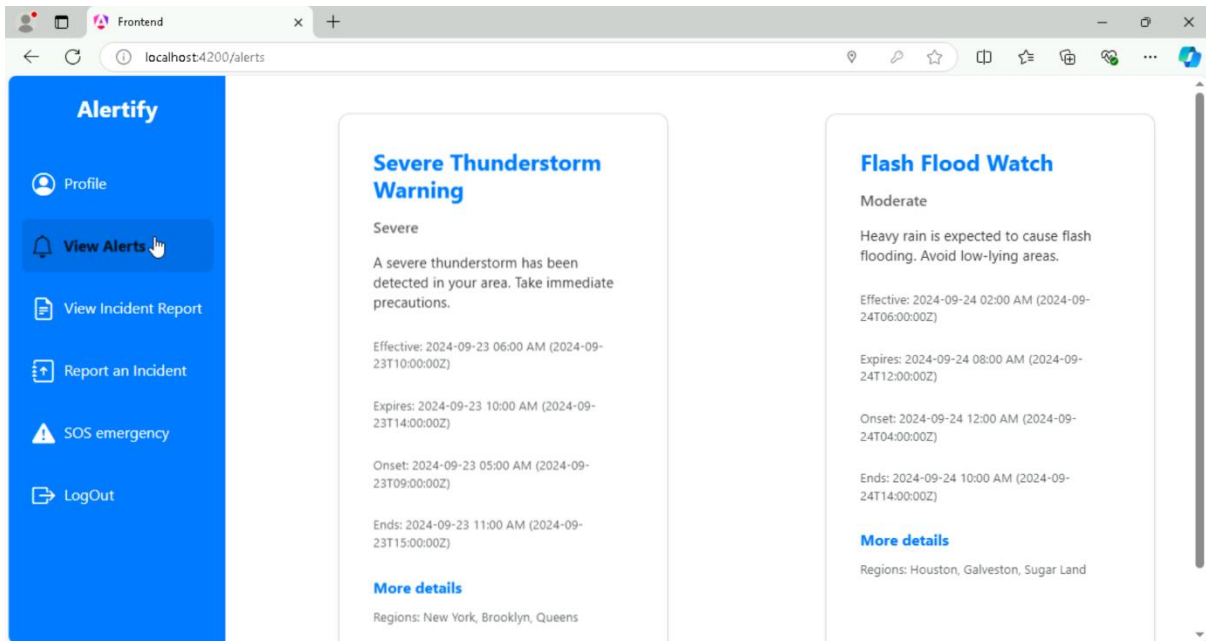 Frontend
localhost:4200/alerts
Alertify
Profile
View Alerts
View Incident Report
Report an Incident
SOS emergency
LogOut
Severe Thunderstorm
Warning
Severe
A severe thunderstorm has been
detected in your area. Take immediate
precautions.
Effective: 2024-09-23 06:00 AM (2024-09-
23T10:00:00Z)
Expires: 2024-09-23 10:00 AM (2024-09-
23T14:00:00Z)
Onset: 2024-09-23 05:00 AM (2024-09-
23T09:00:00Z)
Ends: 2024-09-23 11:00 AM (2024-09-
23T15:00:00Z)
More details
Regions: New York, Brooklyn, Queens
Flash Flood Watch
Moderate
Heavy rain is expected to cause flash
flooding. Avoid low-lying areas.
Effective: 2024-09-24 02:00 AM (2024-09-
24T06:00:00Z)
Expires: 2024-09-24 08:00 AM (2024-09-
24T12:00:00Z)
Onset: 2024-09-24 12:00 AM (2024-09-
24T04:00:00Z)
Ends: 2024-09-24 10:00 AM (2024-09-
24T14:00:00Z)
More details
Regions: Houston, Galveston, Sugar Land